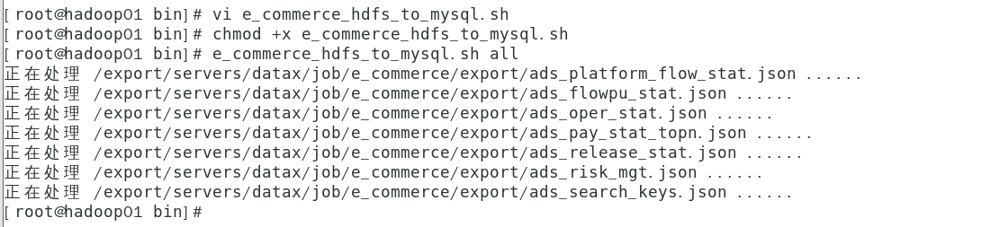 [root@hadoop01 bin]# vi e_commerce_hdfs_to_mysql.sh
[root@hadoop01 bin]# chmod +x e_commerce_hdfs_to_mysql.sh
[root@hadoop01 bin]# e_commerce_hdfs_to_mysql.sh all
正在处理 /export/servers/datax/job/e_commerce/export/ads_platform_flow_stat.json ......
正在处理 /export/servers/datax/job/e_commerce/export/ads_flowpu_stat.json ......
正在处理 /export/servers/datax/job/e_commerce/export/ads_oper_stat.json ......
正在处理 /export/servers/datax/job/e_commerce/export/ads_pay_stat_topn.json ......
正在处理 /export/servers/datax/job/e_commerce/export/ads_release_stat.json ......
正在处理 /export/servers/datax/job/e_commerce/export/ads_risk_mgt.json ......
正在处理 /export/servers/datax/job/e_commerce/export/ads_search_keys.json ......
[root@hadoop01 bin]#